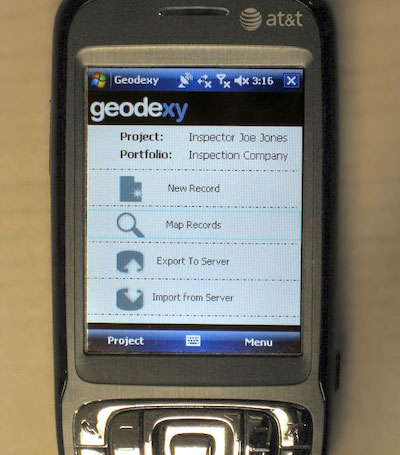 at&t
Geodexy 3:16
geodexy
Project: Inspector Joe Jones
Portfolio: Inspection Company
New Record
Map Records
Export To Server
Import from Server
Project Menu